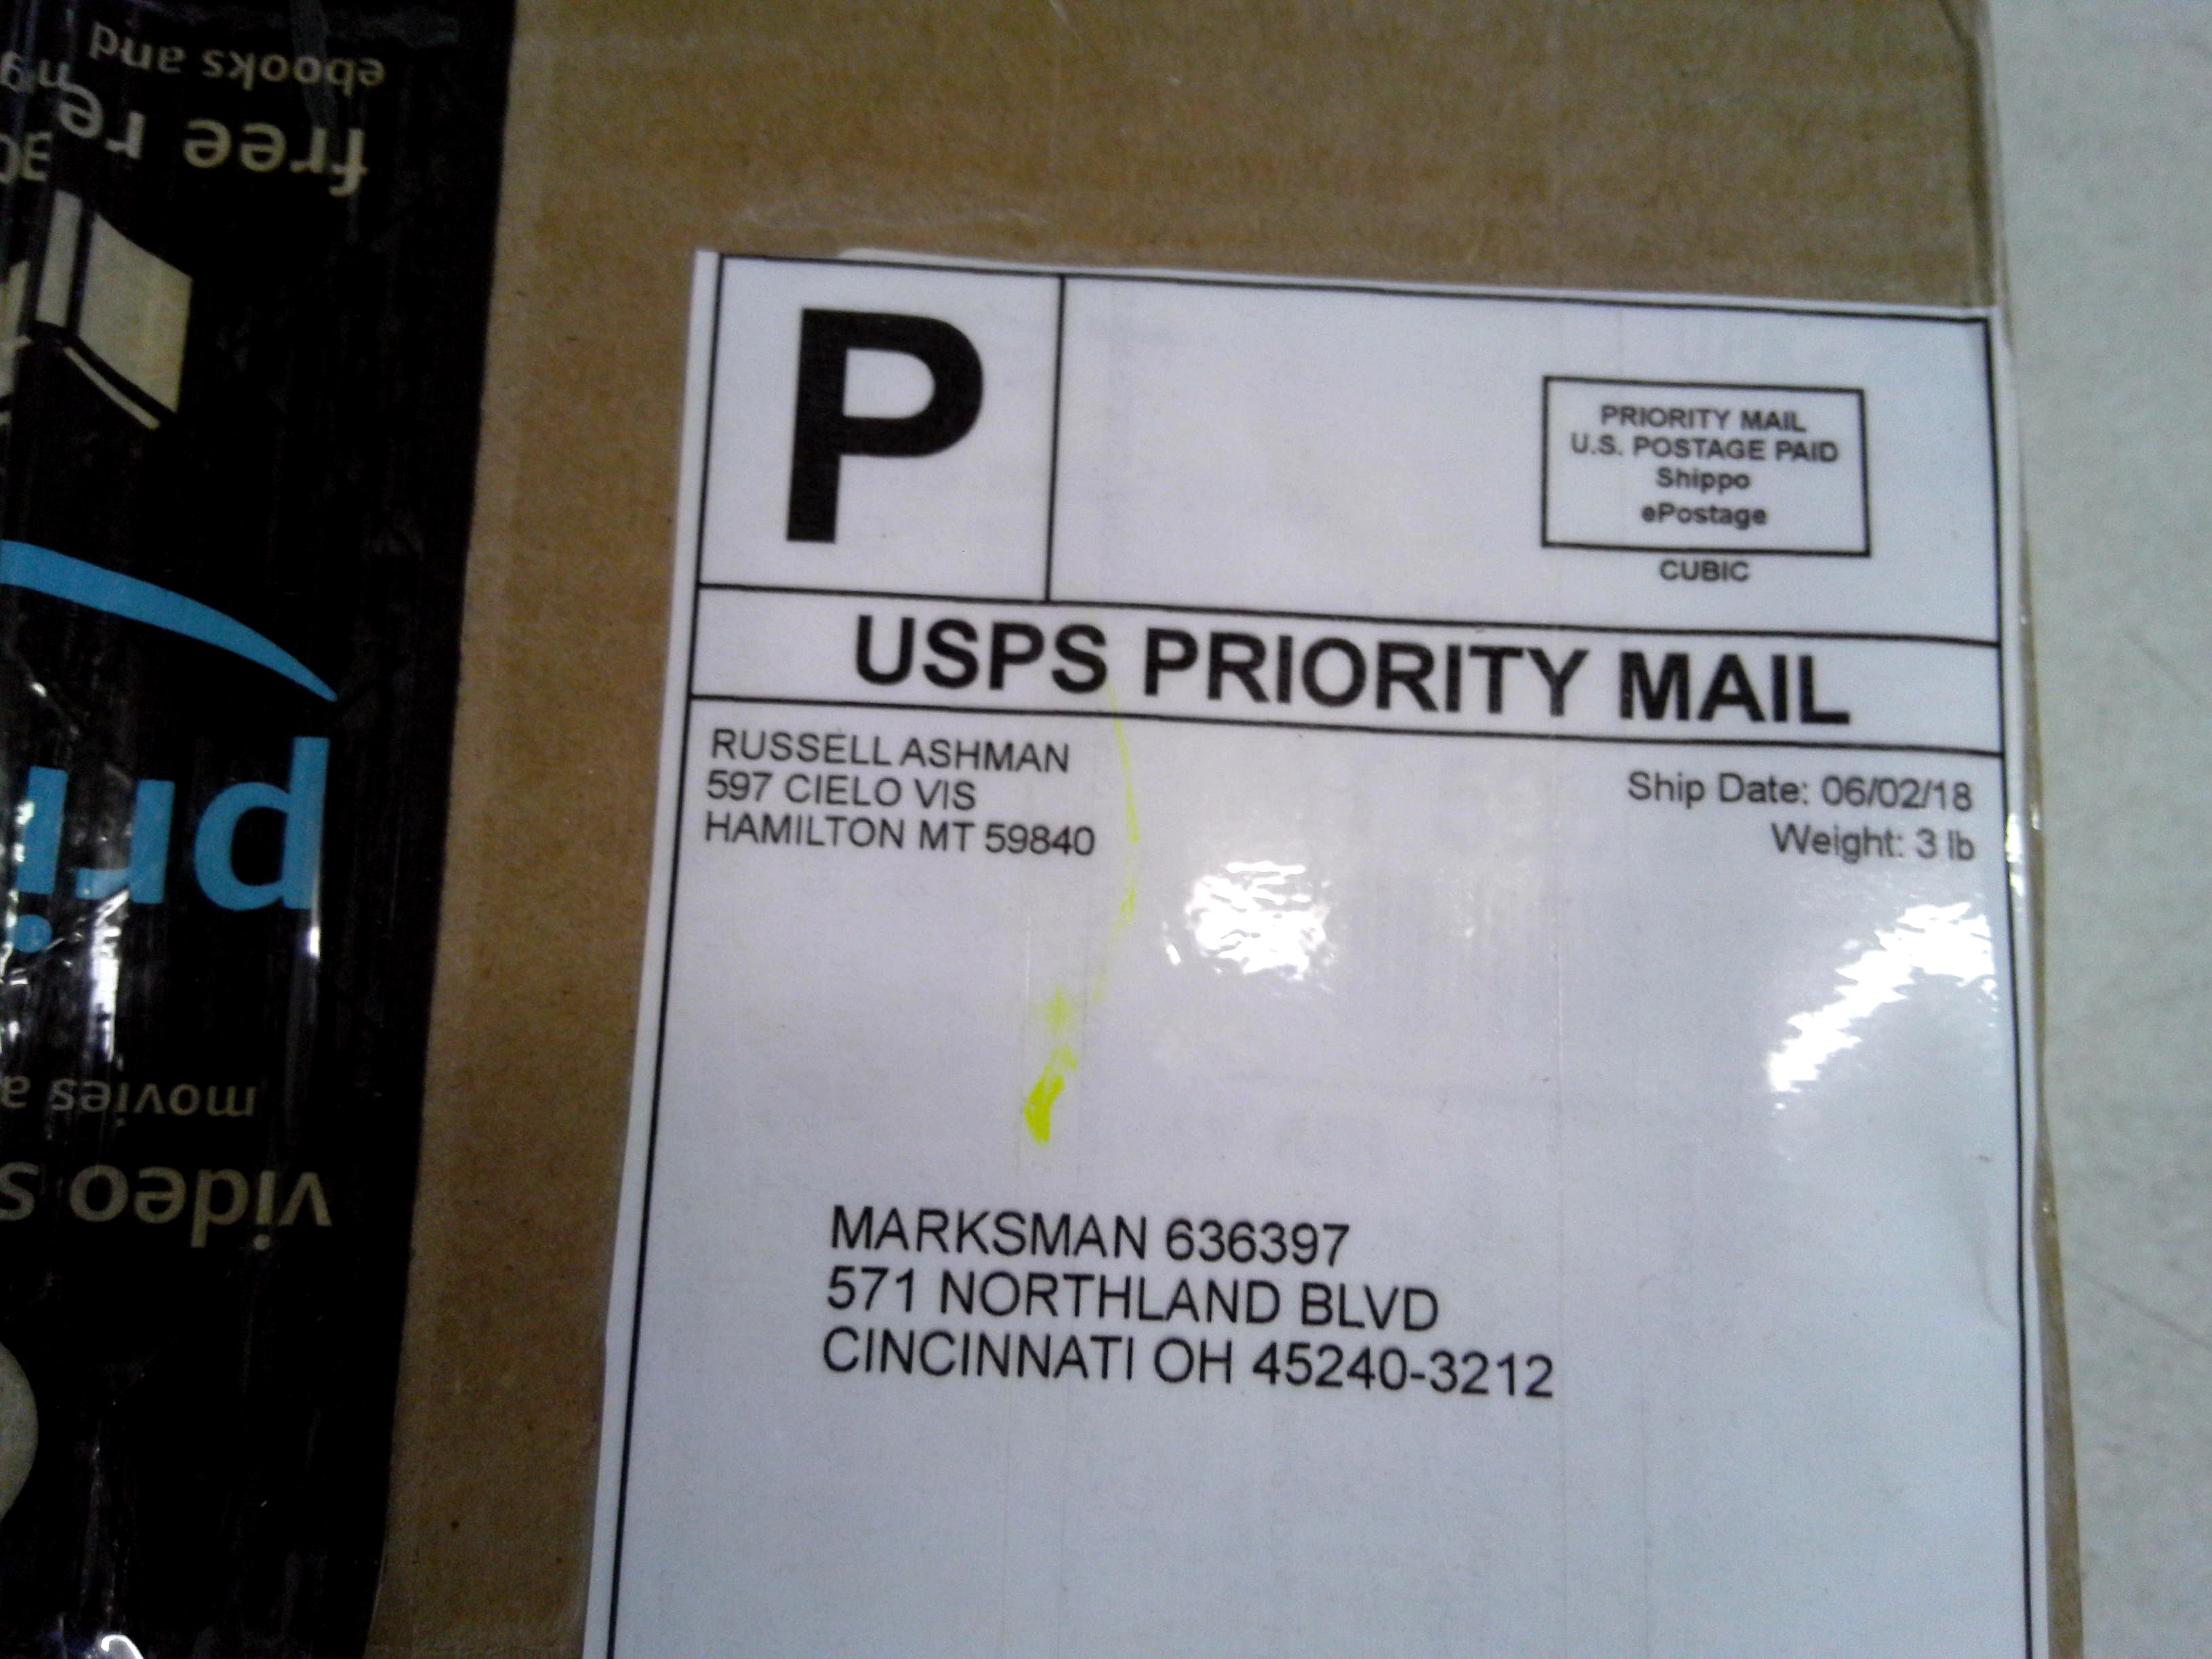 P
PRIORITY MAIL
U.S. POSTAGE PAID
Shippo
ePostage
CUBIC
USPS PRIORITY MAIL
RUSSELL ASHMAN
597 CIELO VIS
HAMILTON MT 59840
Ship Date: 06/02/18
Weight: 3 lb
MARKSMAN 636397
571 NORTHLAND BLVD
CINCINNATI OH 45240-3212
video s
movies a
pri
free re
ebooks and